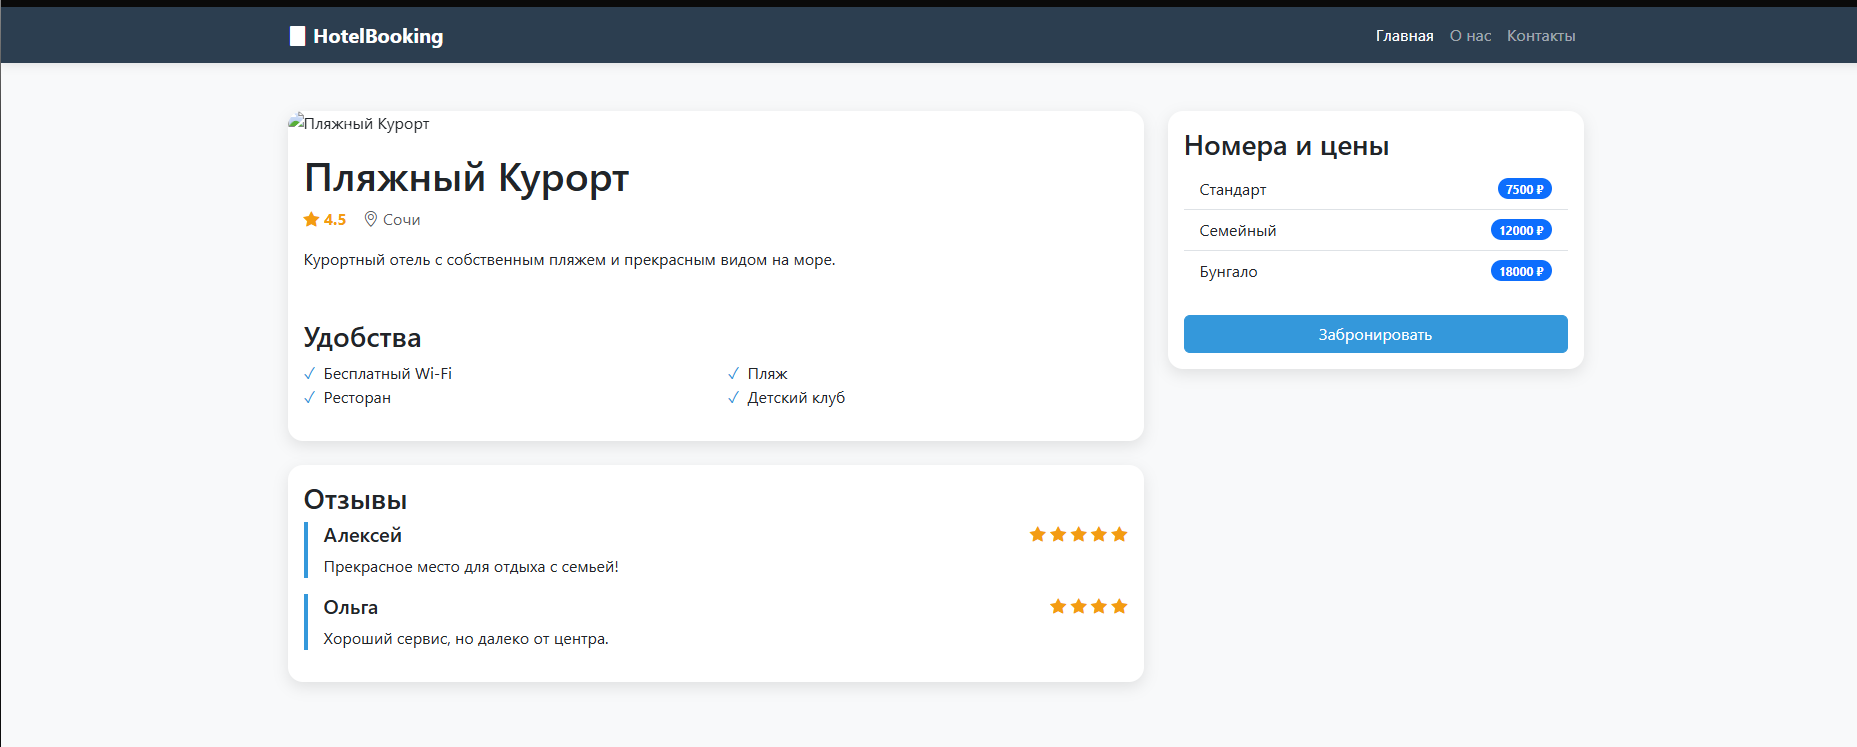 HotelBooking
Главная О нас Контакты
Пляжный Курорт
Пляжный Курорт
4.5 Сочи
Курортный отель с собственным пляжем и прекрасным видом на море.
Удобства
Бесплатный Wi-Fi
Пляж
Ресторан
Детский клуб
Отзывы
Алексей
Прекрасное место для отдыха с семьей!
Ольга
Хороший сервис, но далеко от центра.
Номера и цены
Стандарт 7500 ₽
Семейный 12000 ₽
Бунгало 18000 ₽
Забронировать